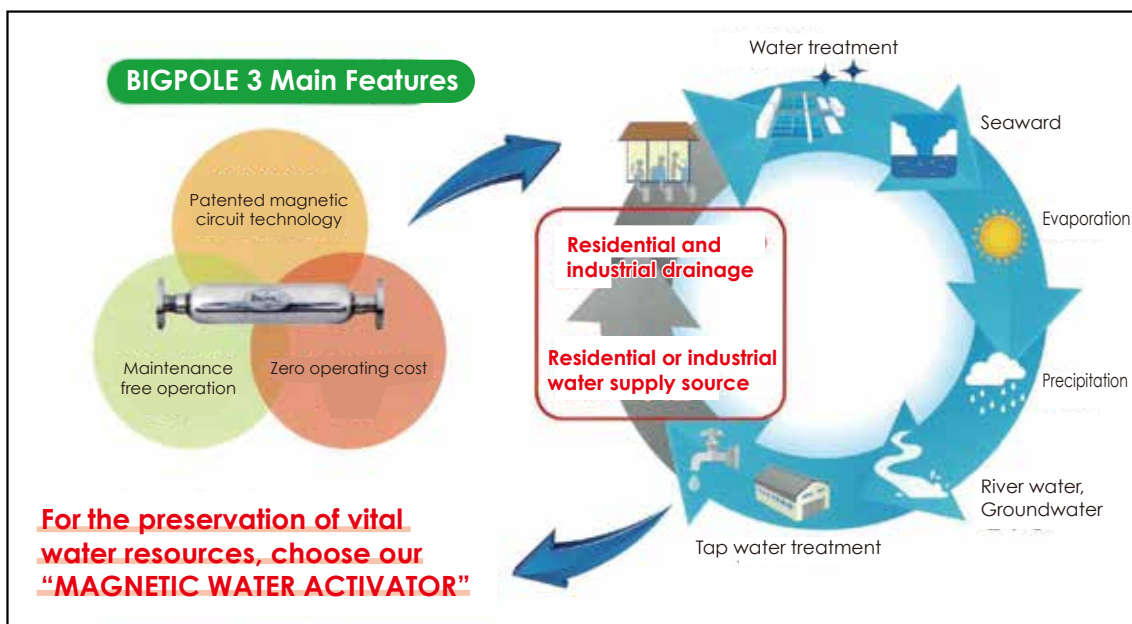 BIGPOLE 3 Main Features
Patented magnetic
circuit technology
Maintenance
free operation
Zero operating cost
For the preservation of vital
water resources, choose our
“MAGNETIC WATER ACTIVATOR”
Water treatment
Seaward
Evaporation
Precipitation
River water,
Groundwater
Tap water treatment
Residential and
industrial drainage
Residential or industrial
water supply source